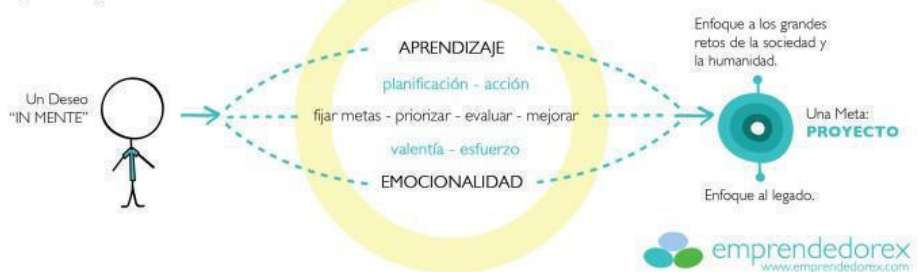 Un Deseo
"IN MENTE"
APRENDIZAJE
planificación - acción
fijar metas - priorizar - evaluar - mejorar
valentía - esfuerzo
EMOCIONALIDAD
Enfoque a los grandes
retos de la sociedad y
la humanidad.
Una Meta:
PROYECTO
Enfoque al legado.
emprendedorex
www.emprendedorex.com